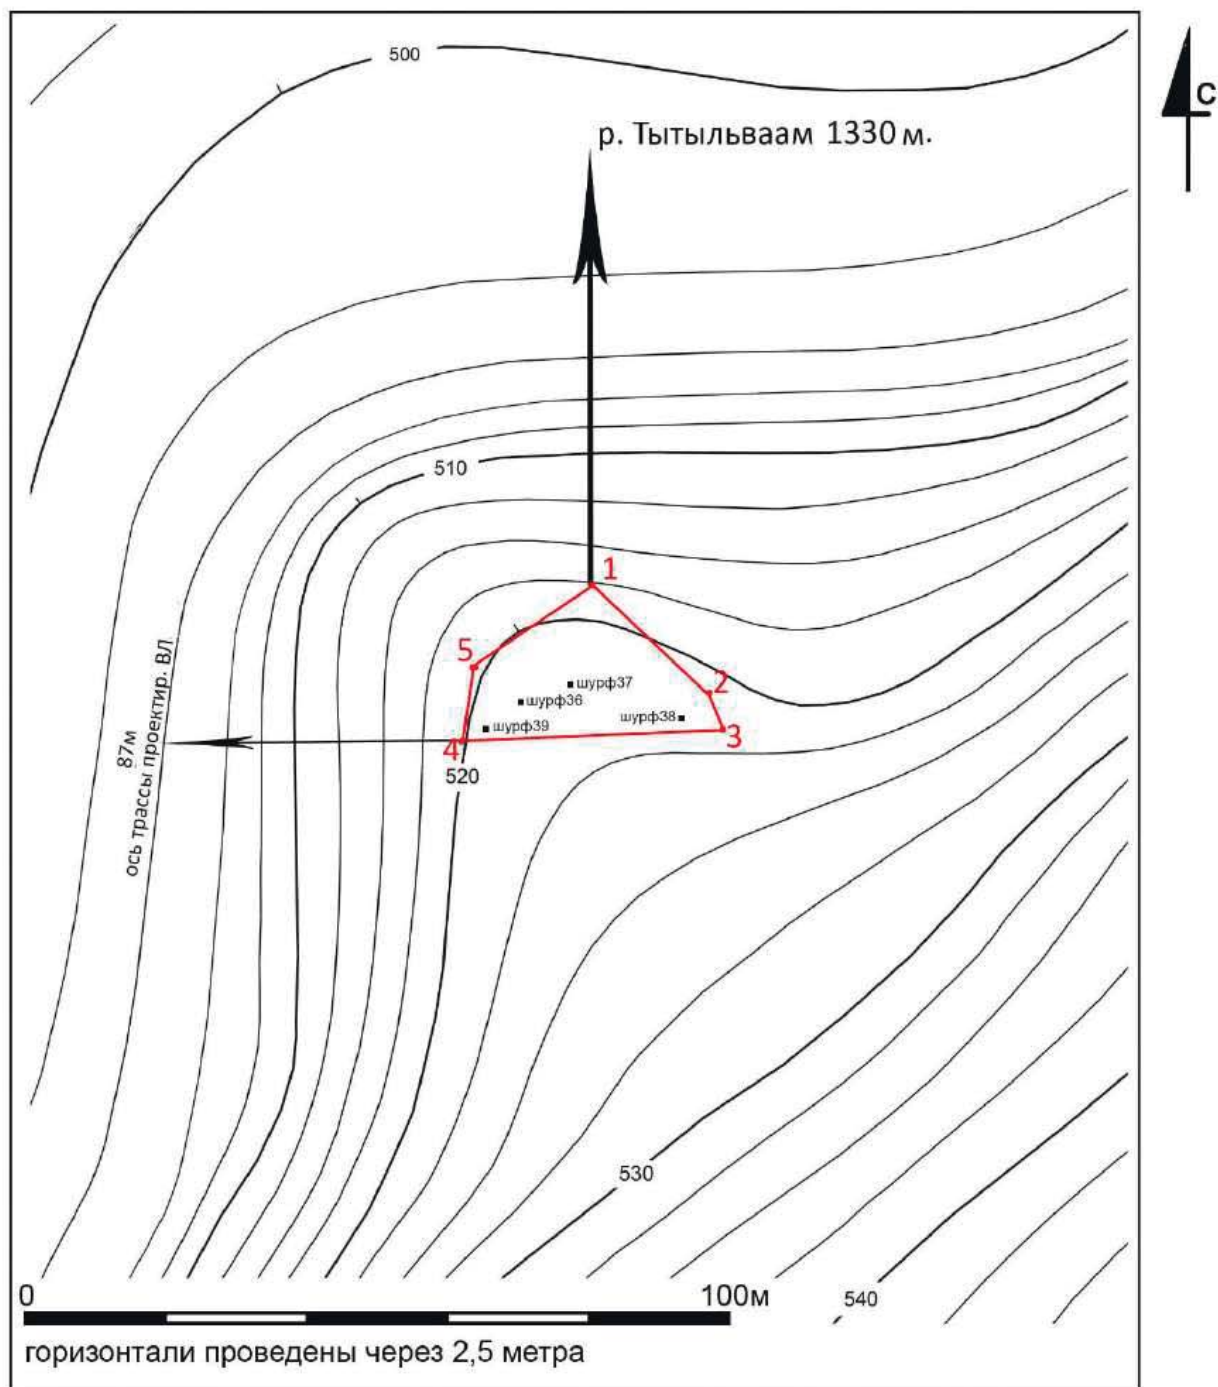 500
С
р. Тытыльваам 1330 м.
510
1
5
2
шурф37
шурф36
шурф38
шурф39
3
4
87м
ось трассы проектир. ВЛ
520
530
540
0
100м
горизонтали проведены через 2,5 метра